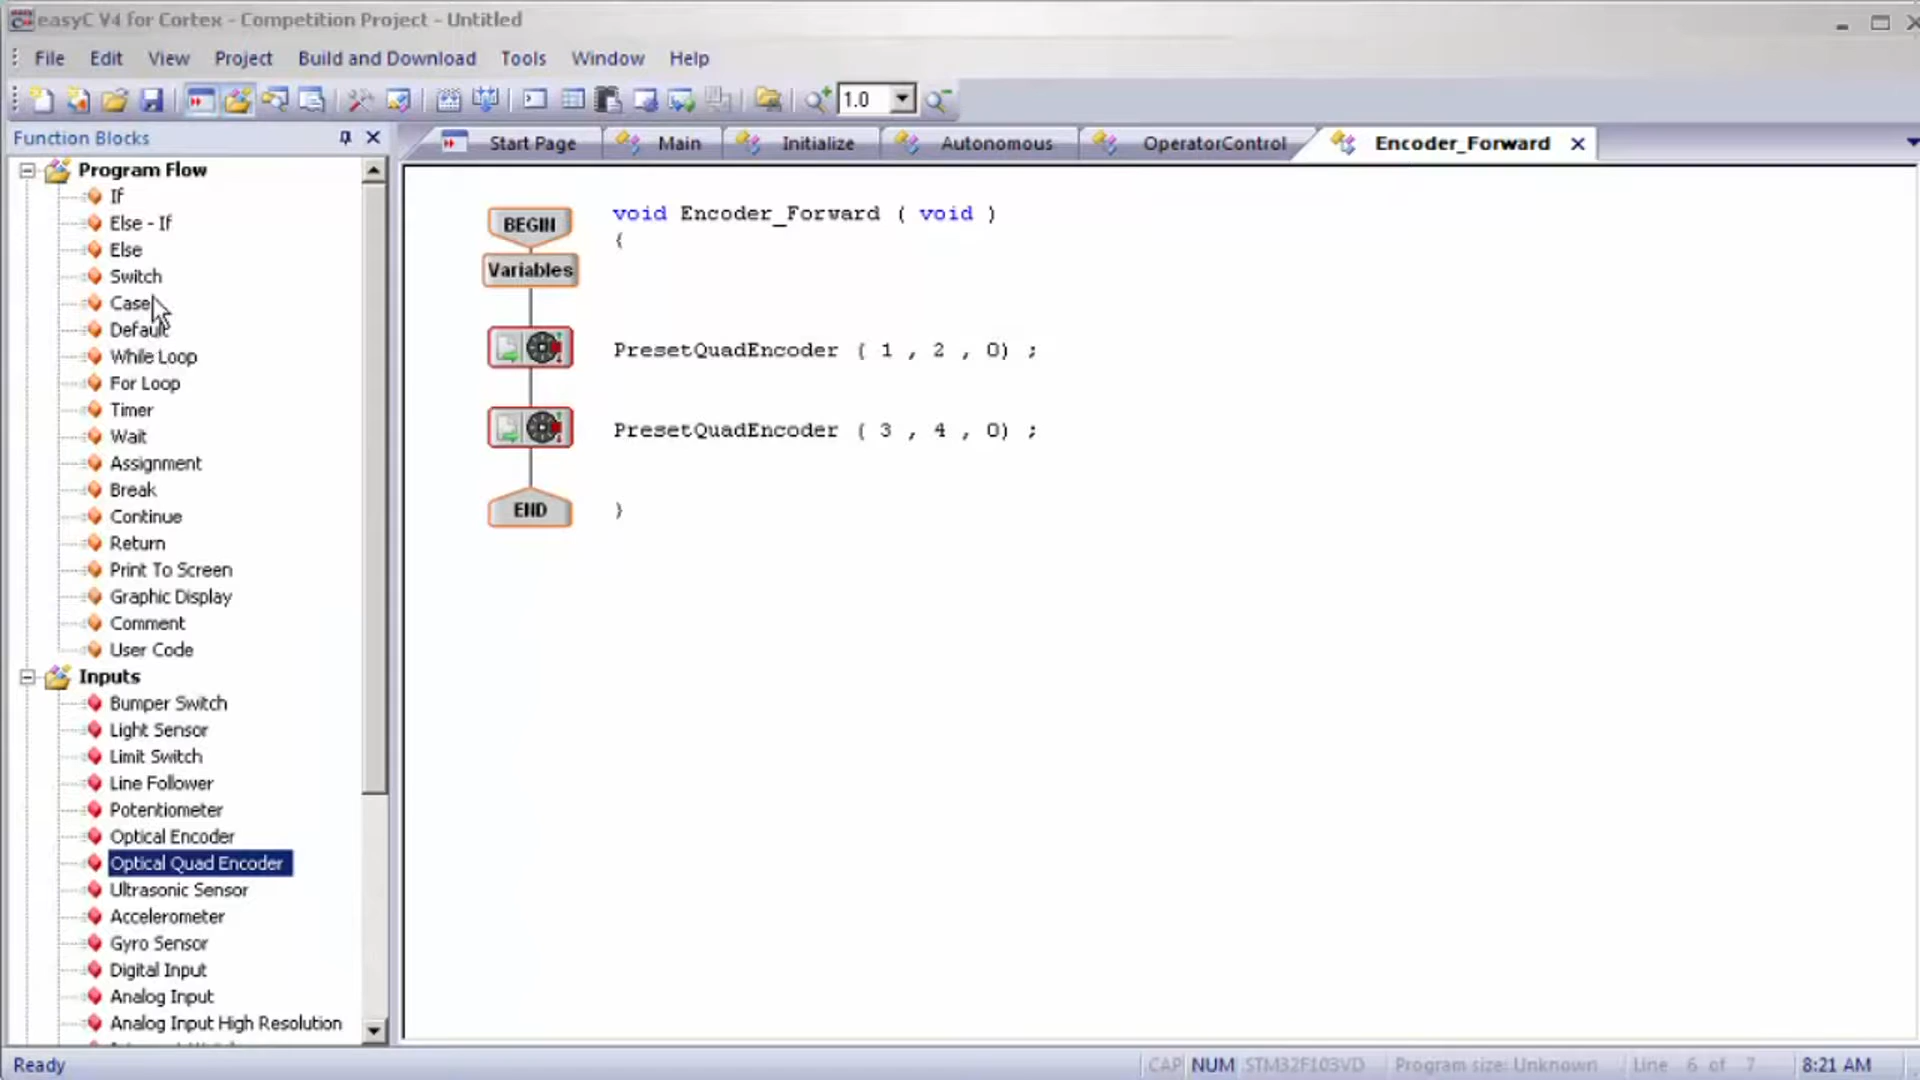 easyC V4 for Cortex - Competition Project - Untitled
File Edit View Project Build and Download Tools Window Help
1.0
Function Blocks
Start Page Main Initialize Autonomous OperatorControl Encoder_Forward
Program Flow
If
Else - If
Else
Switch
Case
Default
While Loop
For Loop
Timer
Wait
Assignment
Break
Continue
Return
Print To Screen
Graphic Display
Comment
User Code
Inputs
Bumper Switch
Light Sensor
Limit Switch
Line Follower
Potentiometer
Optical Encoder
Optical Quad Encoder
Ultrasonic Sensor
Accelerometer
Gyro Sensor
Digital Input
Analog Input
Analog Input High Resolution
BEGIN void Encoder_Forward ( void )
{
Variables
PresetQuadEncoder ( 1 , 2 , 0) ;
PresetQuadEncoder ( 3 , 4 , 0) ;
END }
Ready CAP NUM STM32F103VD Program size: Unknown Line 6 of 7 8:21 AM